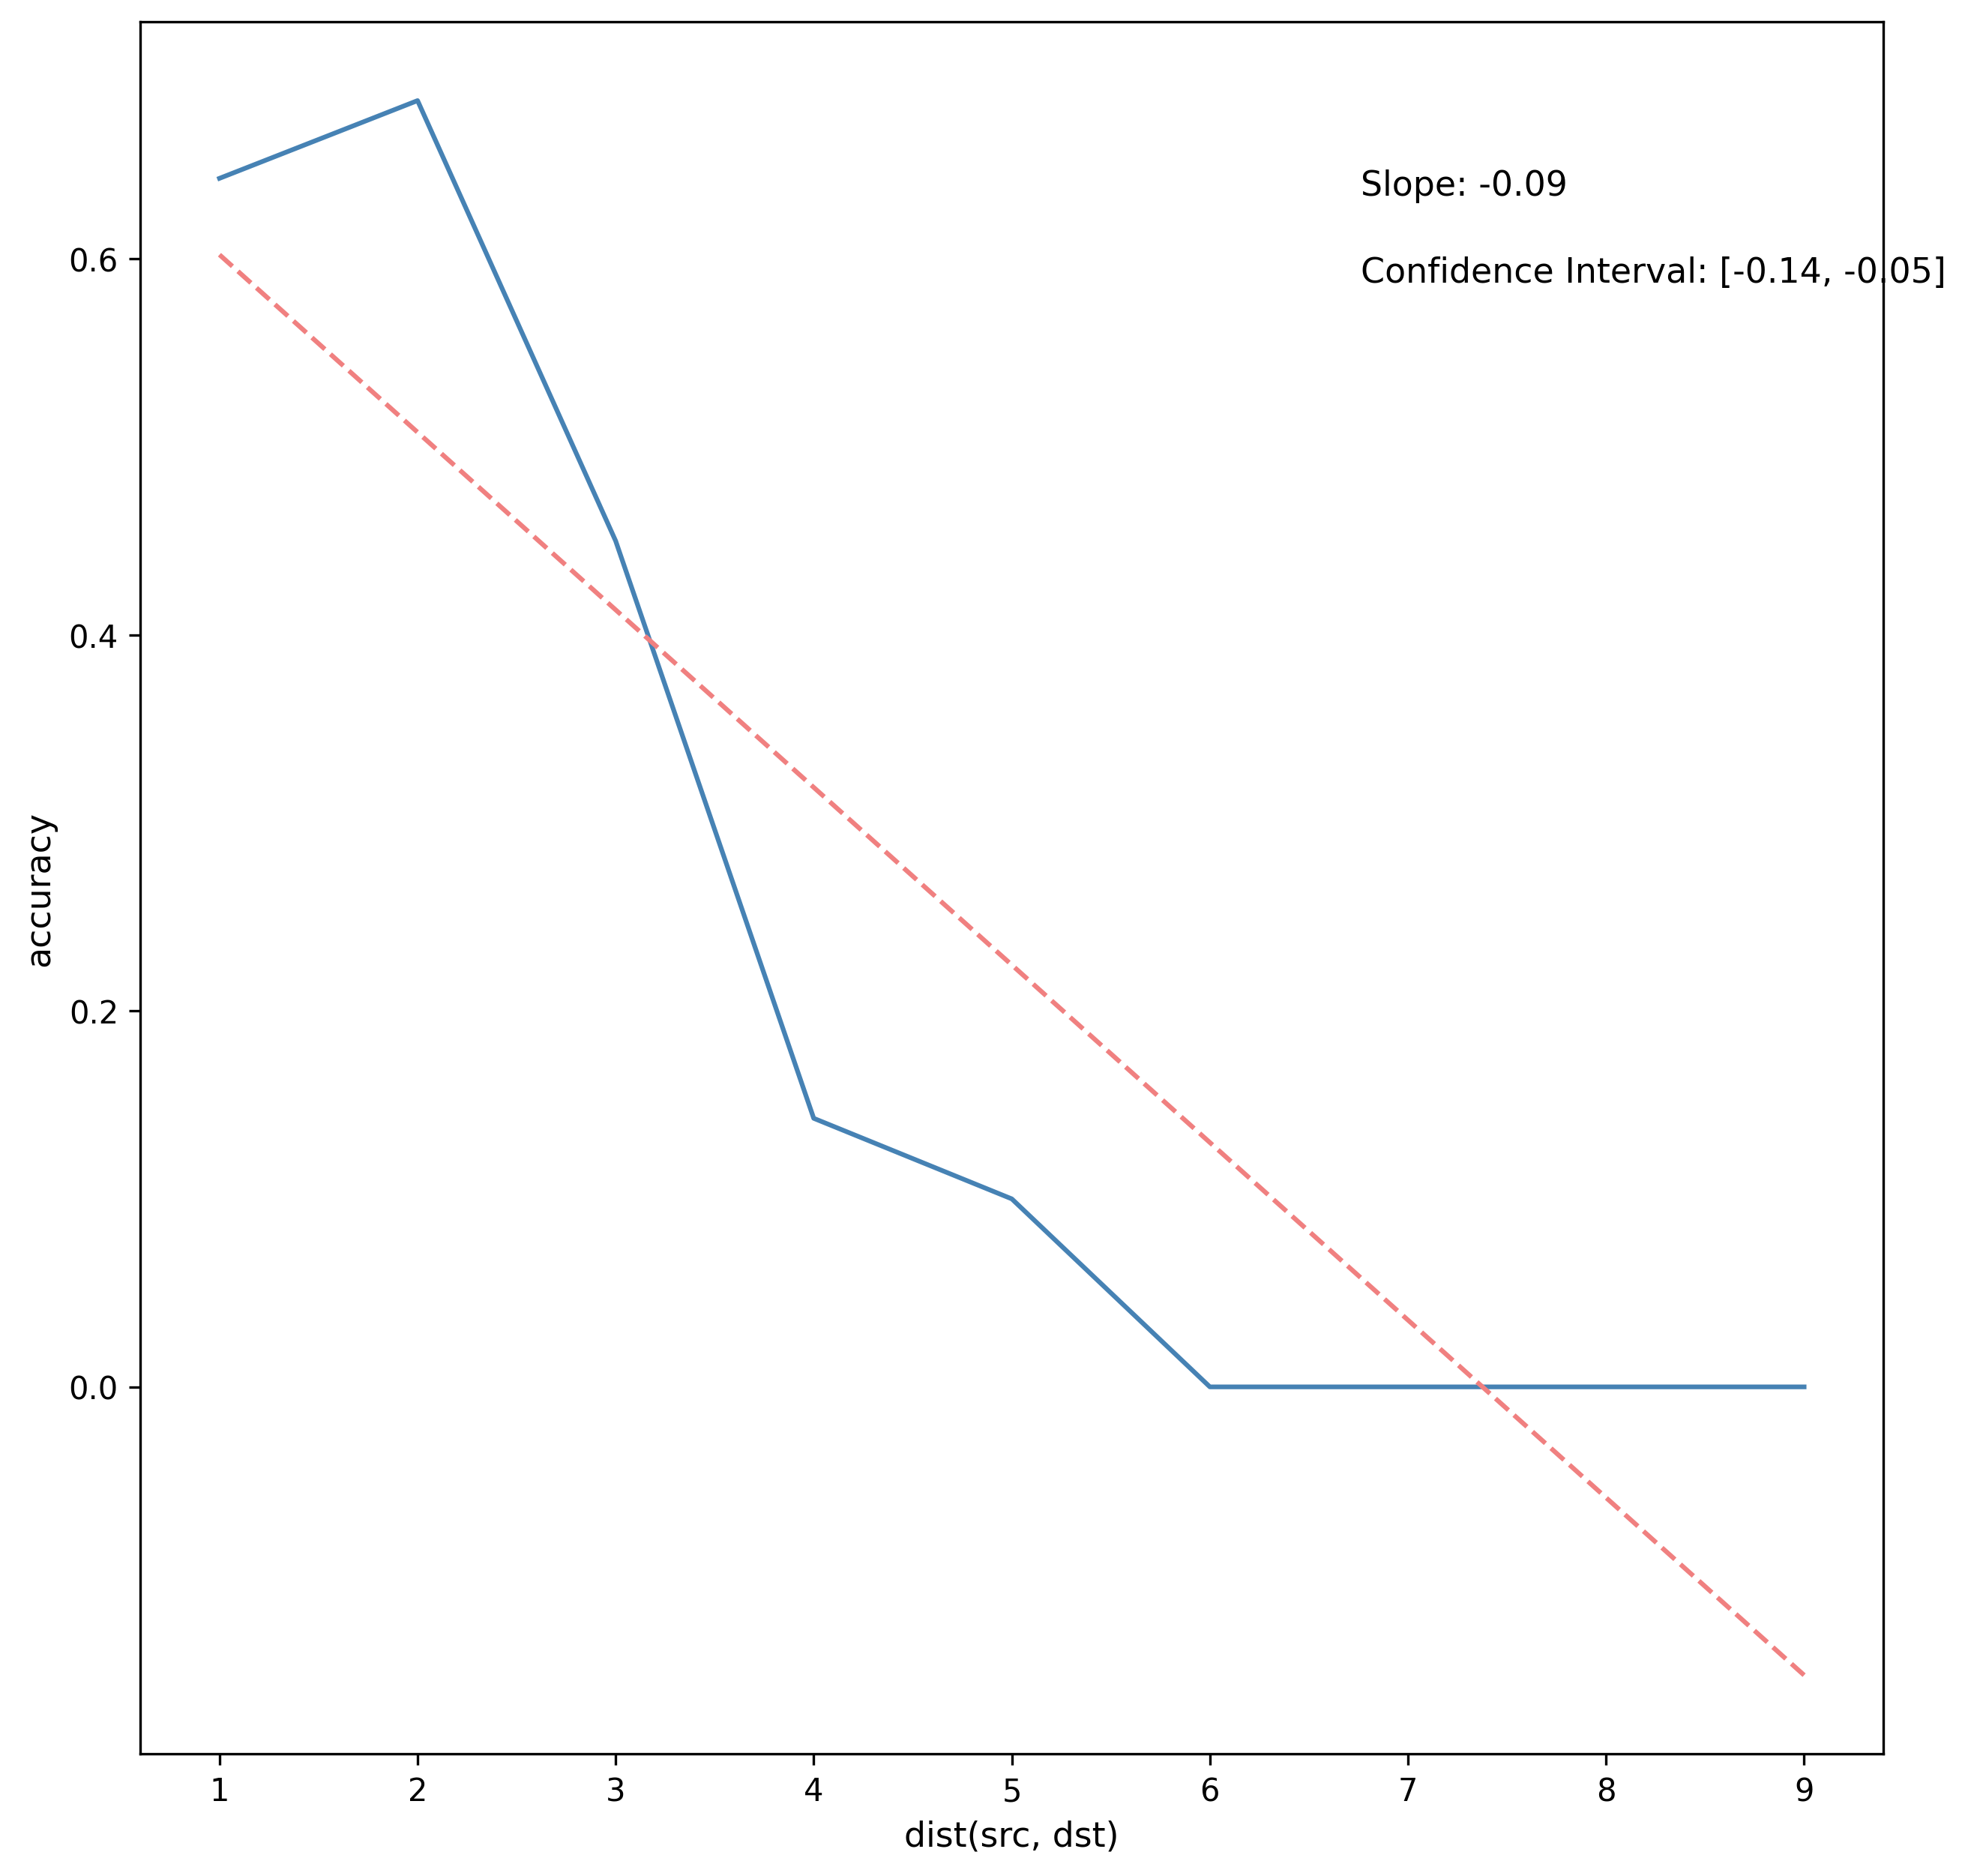 Slope: -0.09
Confidence Interval: [-0.14, -0.05]
0.6
0.4
0.2
0.0
accuracy
1 2 3 4 5 6 7 8 9
dist(src, dst)